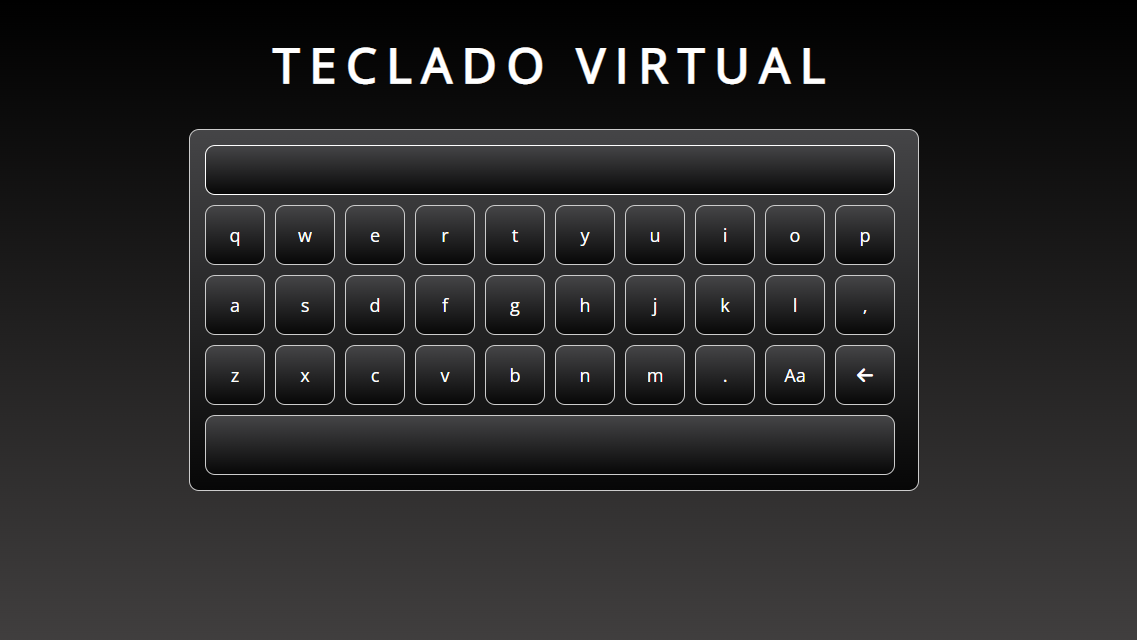 TECLADO VIRTUAL
q w e r t y u i o p
a s d f g h j k l ,
z x c v b n m . Aa ←